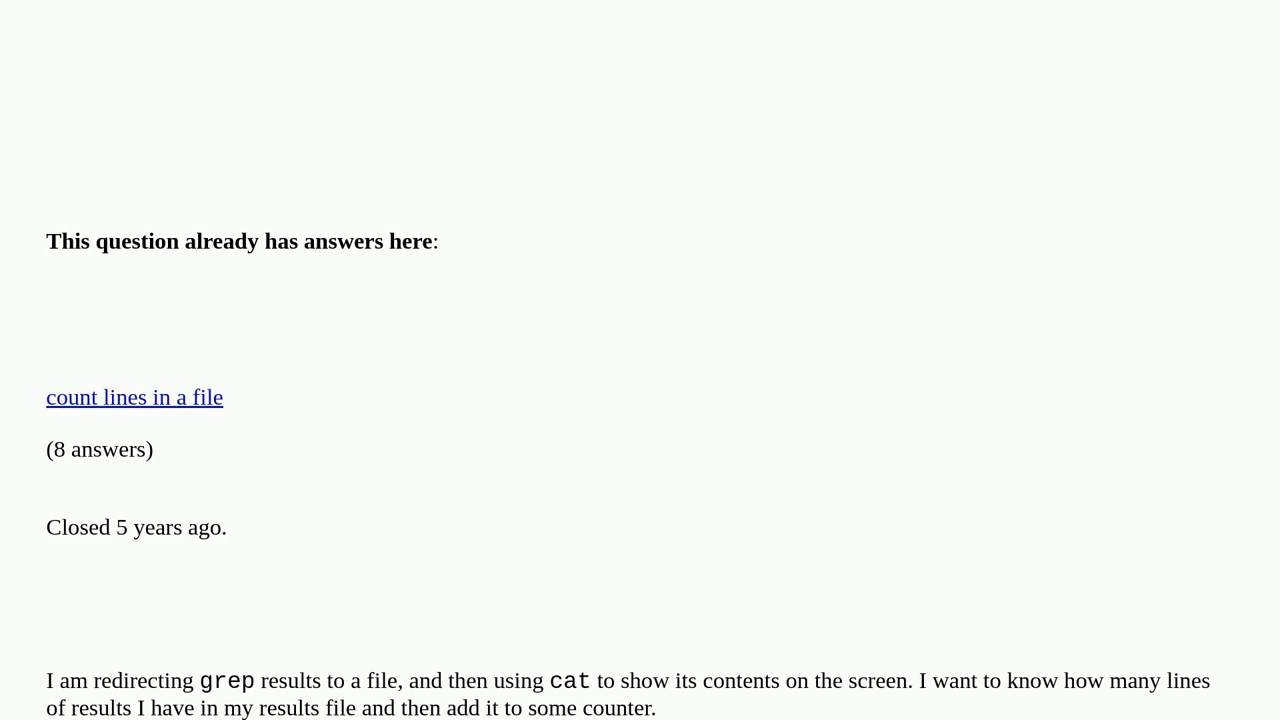 This question already has answers here:
count lines in a file
(8 answers)
Closed 5 years ago.
I am redirecting grep results to a file, and then using cat to show its contents on the screen. I want to know how many lines
of results I have in my results file and then add it to some counter.